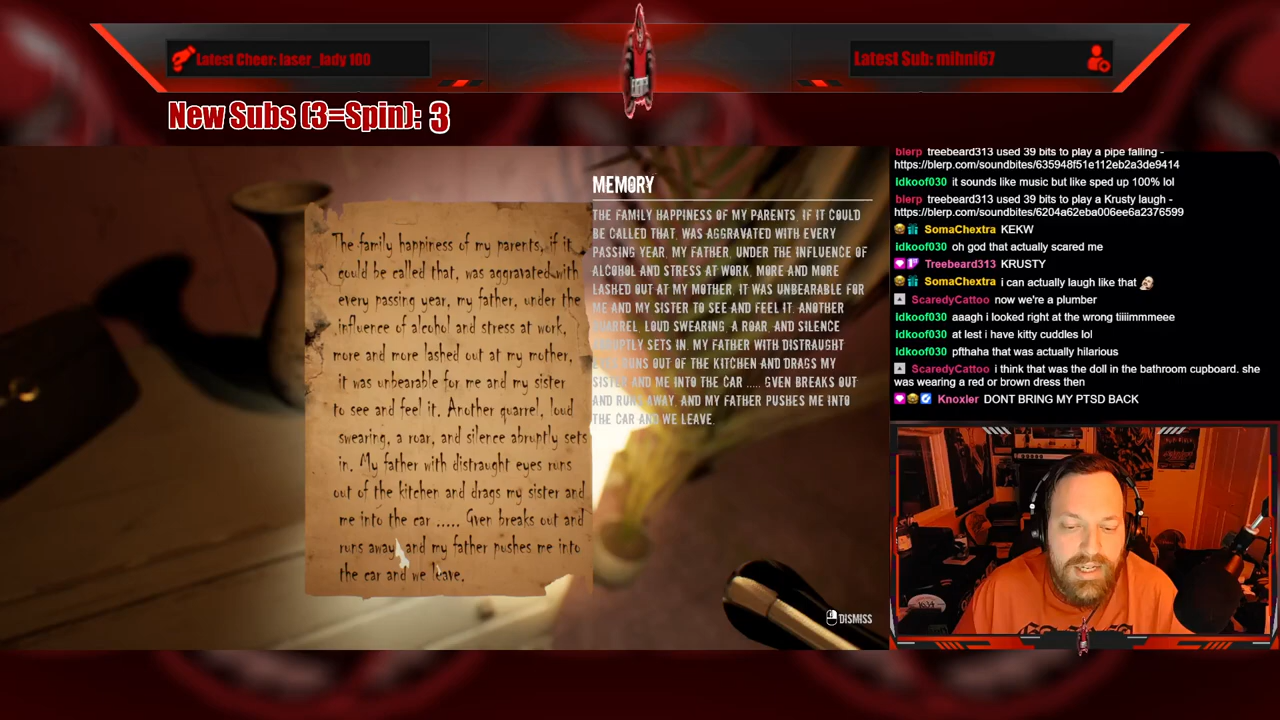 Latest Cheer: laser_lady 100
Latest Sub: mihni67
New Subs (3=Spin): 3
The family happiness of my parents, if it
could be called that, was aggravated with
every passing year, my father, under the
influence of alcohol and stress at work,
more and more lashed out at my mother,
it was unbearable for me and my sister
to see and feel it. Another quarrel, loud
swearing, a roar, and silence abruptly sets
in. My father with distraught eyes runs
out of the kitchen and drags my sister and
me into the car ..... Gven breaks out and
runs away, and my father pushes me into
the car and we leave.
MEMORY
THE FAMILY HAPPINESS OF MY PARENTS, IF IT COULD
BE CALLED THAT, WAS AGGRAVATED WITH EVERY
PASSING YEAR, MY FATHER, UNDER THE INFLUENCE OF
ALCOHOL AND STRESS AT WORK, MORE AND MORE
LASHED OUT AT MY MOTHER, IT WAS UNBEARABLE FOR
ME AND MY SISTER TO SEE AND FEEL IT. ANOTHER
QUARREL, LOUD SWEARING, A ROAR, AND SILENCE
ABRUPTLY SETS IN. MY FATHER WITH DISTRAUGHT
EYES RUNS OUT OF THE KITCHEN AND DRAGS MY
SISTER AND ME INTO THE CAR ..... GVEN BREAKS OUT
AND RUNS AWAY, AND MY FATHER PUSHES ME INTO
THE CAR AND WE LEAVE.
DISMISS
blerp treebeard313 used 39 bits to play a pipe falling -
https://blerp.com/soundbites/635948f51e112eb2a3de9414
idkoof030 it sounds like music but like sped up 100% lol
blerp treebeard313 used 39 bits to play a Krusty laugh -
https://blerp.com/soundbites/6204a62eba006ee6a2376599
SomaChextra KEKW
idkoof030 oh god that actually scared me
Treebeard313 KRUSTY
SomaChextra i can actually laugh like that
ScaredyCattoo now we're a plumber
idkoof030 aaagh i looked right at the wrong tiiiimmmeee
idkoof030 at lest i have kitty cuddles lol
idkoof030 pfthaha that was actually hilarious
ScaredyCattoo i think that was the doll in the bathroom cupboard. she
was wearing a red or brown dress then
Knoxler DONT BRING MY PTSD BACK